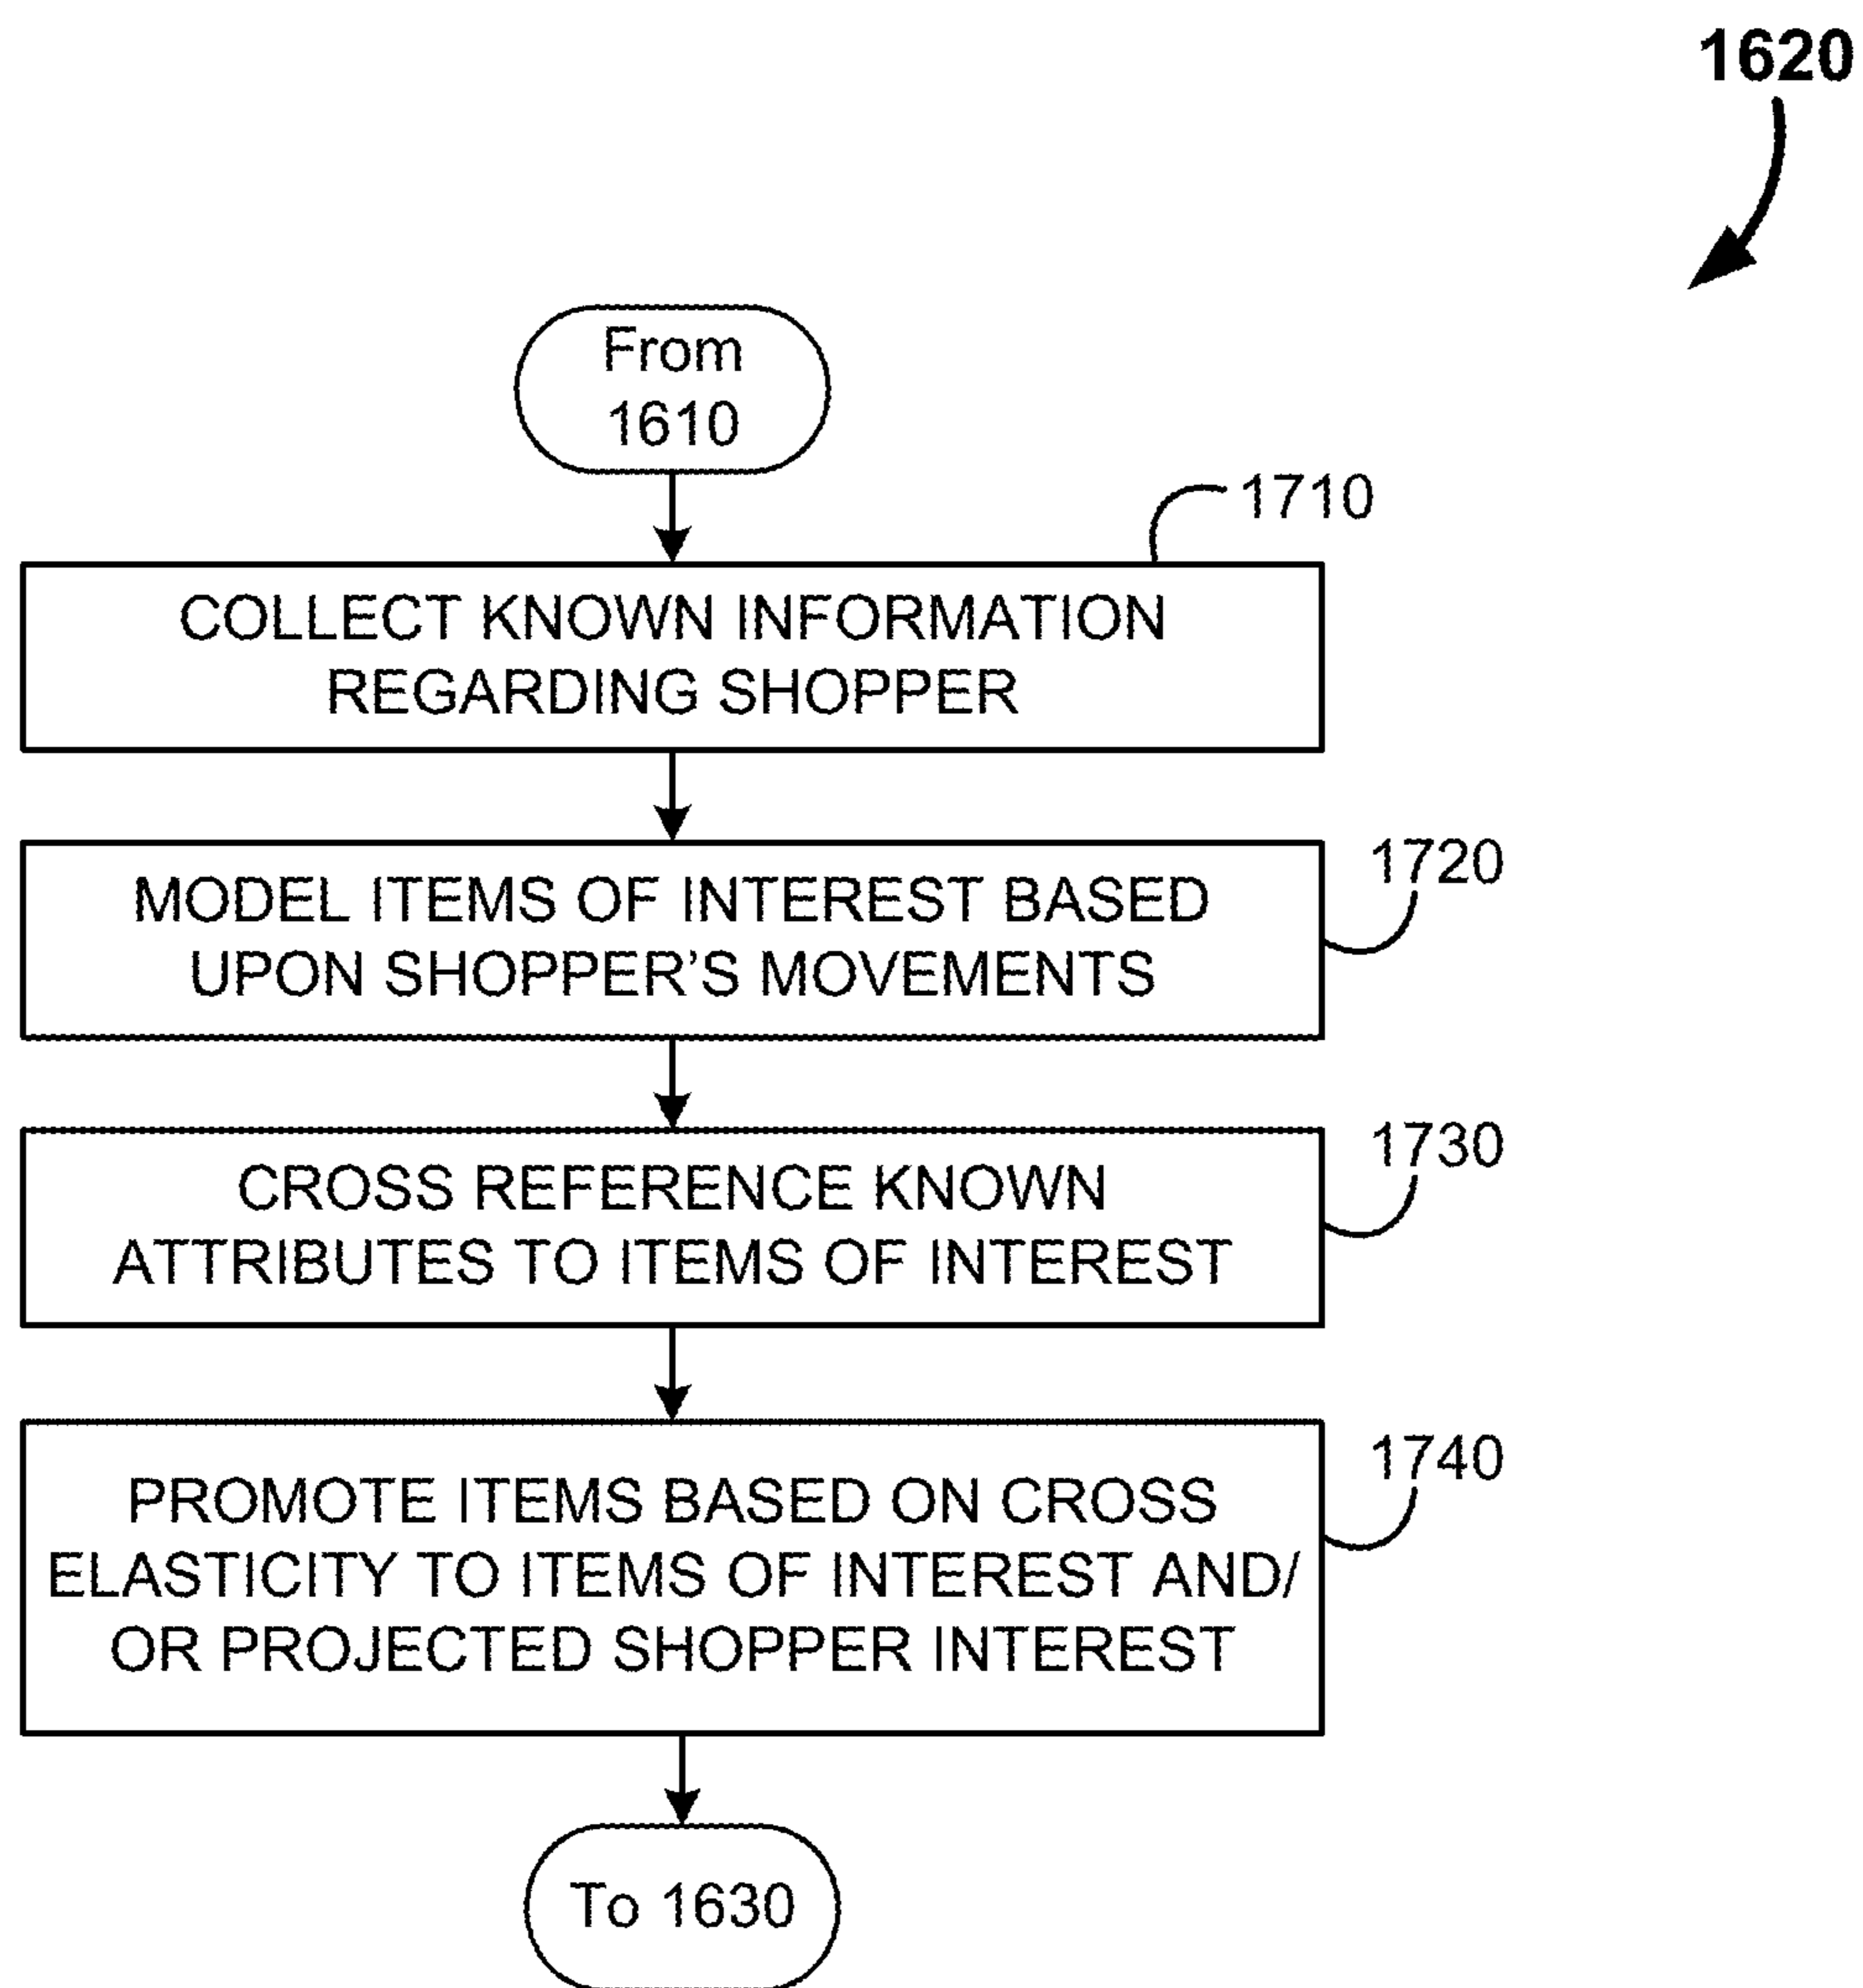 1620
From
1610
1710
COLLECT KNOWN INFORMATION
REGARDING SHOPPER
1720
MODEL ITEMS OF INTEREST BASED
UPON SHOPPER’S MOVEMENTS
1730
CROSS REFERENCE KNOWN
ATTRIBUTES TO ITEMS OF INTEREST
1740
PROMOTE ITEMS BASED ON CROSS
ELASTICITY TO ITEMS OF INTEREST AND/
OR PROJECTED SHOPPER INTEREST
To 1630